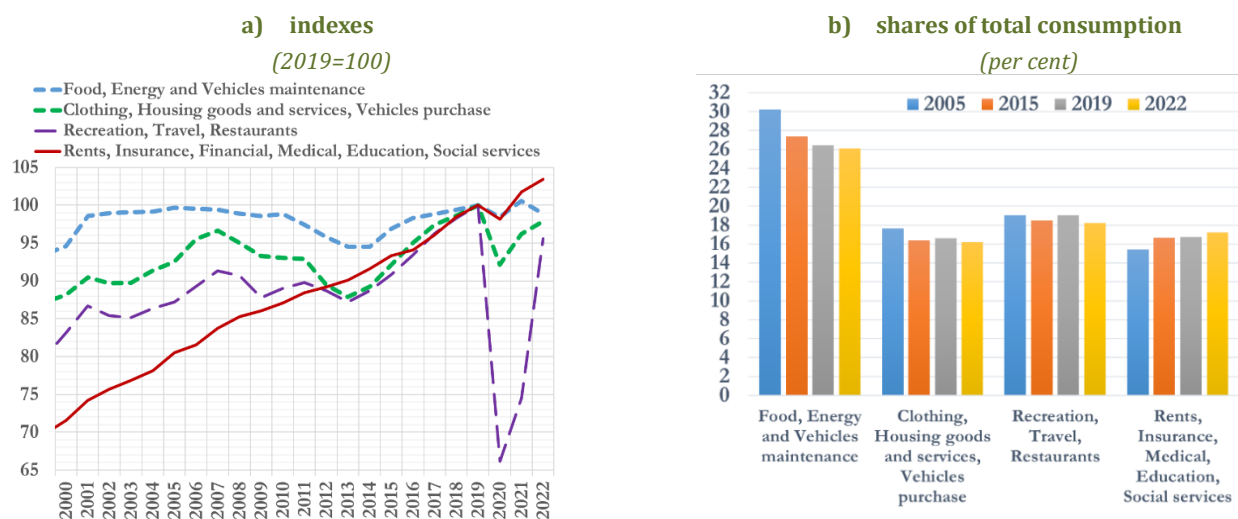 a) indexes
(2019=100)
Food, Energy and Vehicles maintenance
Clothing, Housing goods and services, Vehicles purchase
Recreation, Travel, Restaurants
Rents, Insurance, Financial, Medical, Education, Social services
105
100
95
90
85
80
75
70
65
2000
2001
2002
2003
2004
2005
2006
2007
2008
2009
2010
2011
2012
2013
2014
2015
2016
2017
2018
2019
2020
2021
2022
b) shares of total consumption
(per cent)
2005 2015 2019 2022
32
30
28
26
24
22
20
18
16
14
12
10
8
6
4
2
0
Food, Energy
and Vehicles
maintenance
Clothing,
Housing goods
and services,
Vehicles
purchase
Recreation,
Travel,
Restaurants
Rents,
Insurance,
Medical,
Education,
Social services